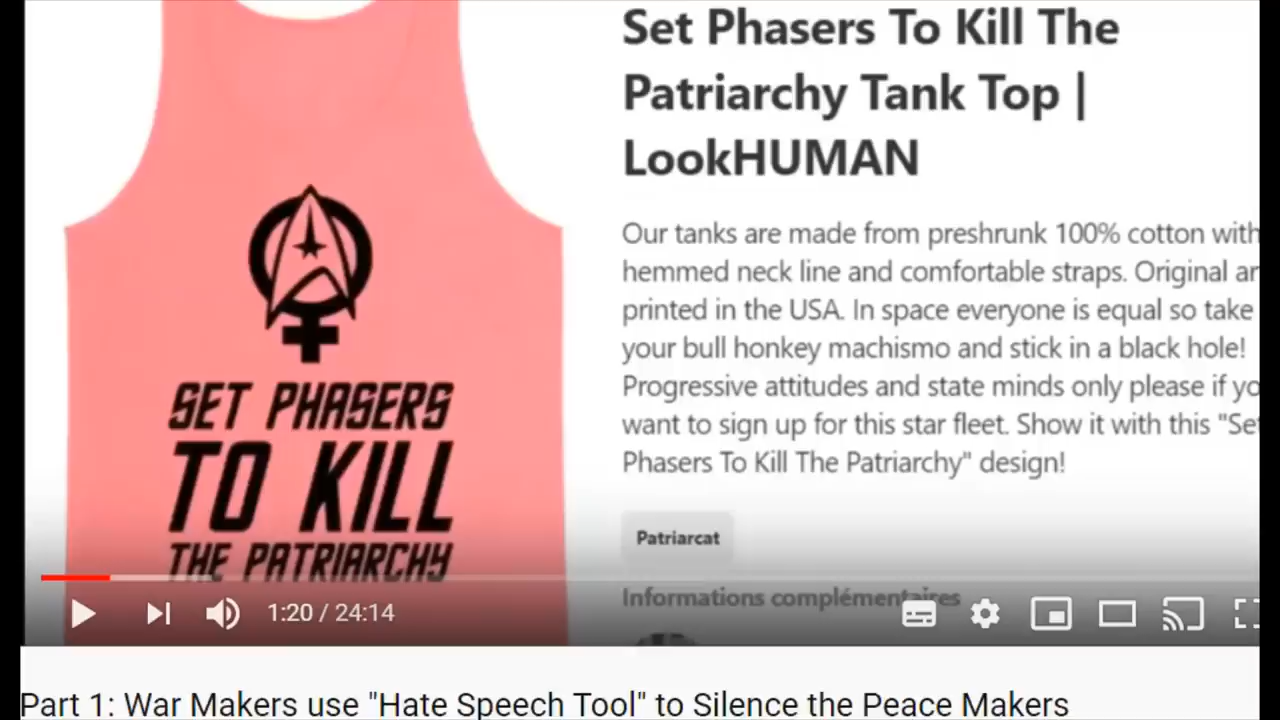 Set Phasers To Kill The
Patriarchy Tank Top |
LookHUMAN
Our tanks are made from preshrunk 100% cotton with
hemmed neck line and comfortable straps. Original ar
printed in the USA. In space everyone is equal so take
your bull honkey machismo and stick in a black hole!
Progressive attitudes and state minds only please if yo
want to sign up for this star fleet. Show it with this "Set
Phasers To Kill The Patriarchy" design!
Patriarcat
Informations complémentaires
SET PHASERS
TO KILL
THE PATRIARCHY
1:20 / 24:14
Part 1: War Makers use "Hate Speech Tool" to Silence the Peace Makers